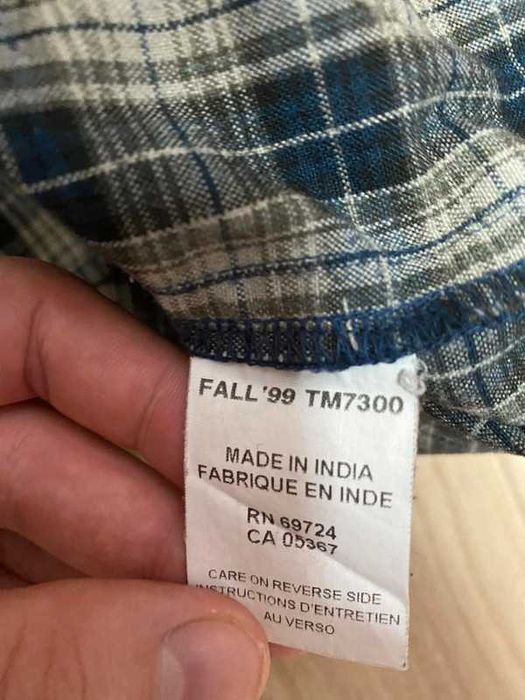 FALL '99 TM7300
MADE IN INDIA
FABRIQUE EN INDE
RN 69724
CA 05367
CARE ON REVERSE SIDE
INSTRUCTIONS D'ENTRETIEN
AU VERSO